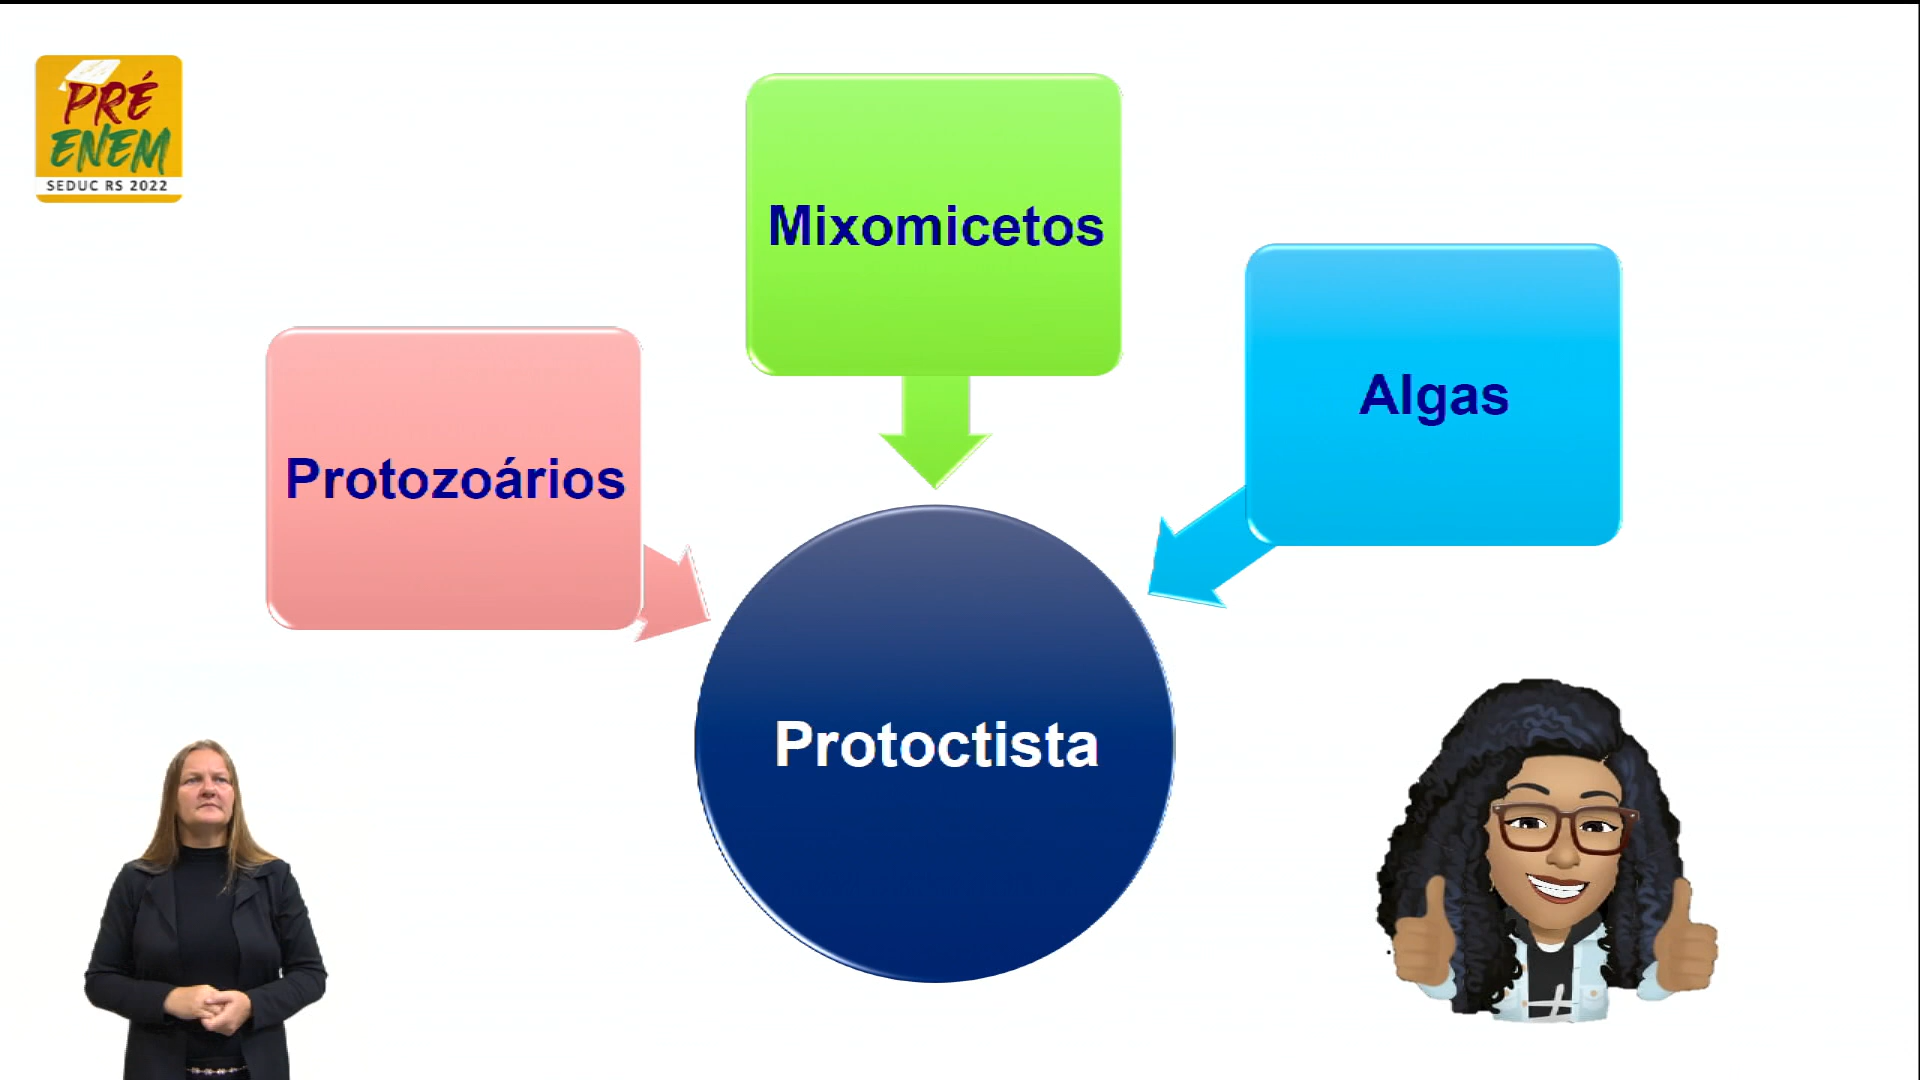 PRÉ
ENEM
SEDUC RS 2022
Mixomicetos
Algas
Protozoários
Protoctista